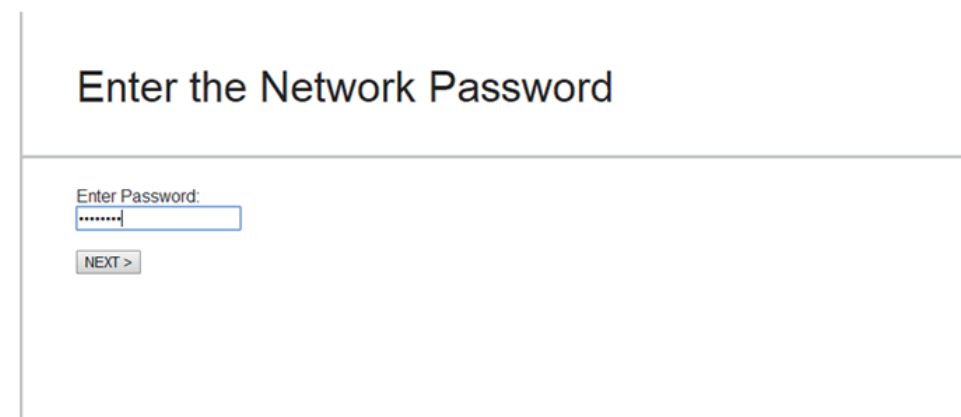 Enter the Network Password
Enter Password:
••••••••
NEXT >